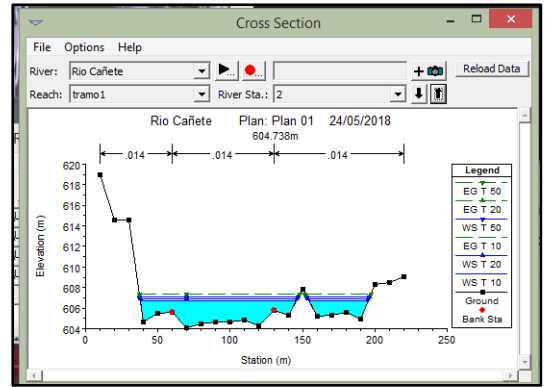 Cross Section
File Options Help
River: Rio Cañete
+
Reload Data
Reach: tramo1
River Sta.: 2
Rio Cañete Plan: Plan 01 24/05/2018
604.738m
.014 .014 .014
620
618
616
614
612
610
608
606
604
Elevation (m)
0 50 100 150 200 250
Station (m)
Legend
EG T 50
EG T 20
WS T 50
EG T 10
WS T 20
WS T 10
Ground
Bank Sta